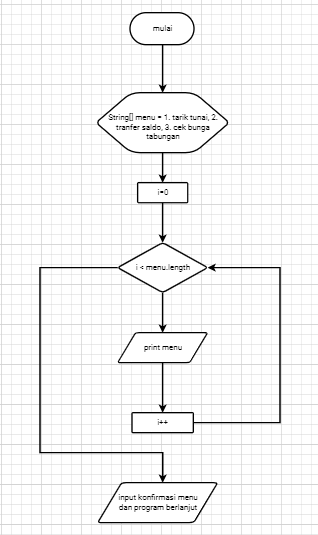 mulai
String[] menu = 1. tarik tunai, 2.
tranfer saldo, 3. cek bunga
tabungan
i=0
i < menu.length
print menu
i++
input konfirmasi menu
dan program berlanjut